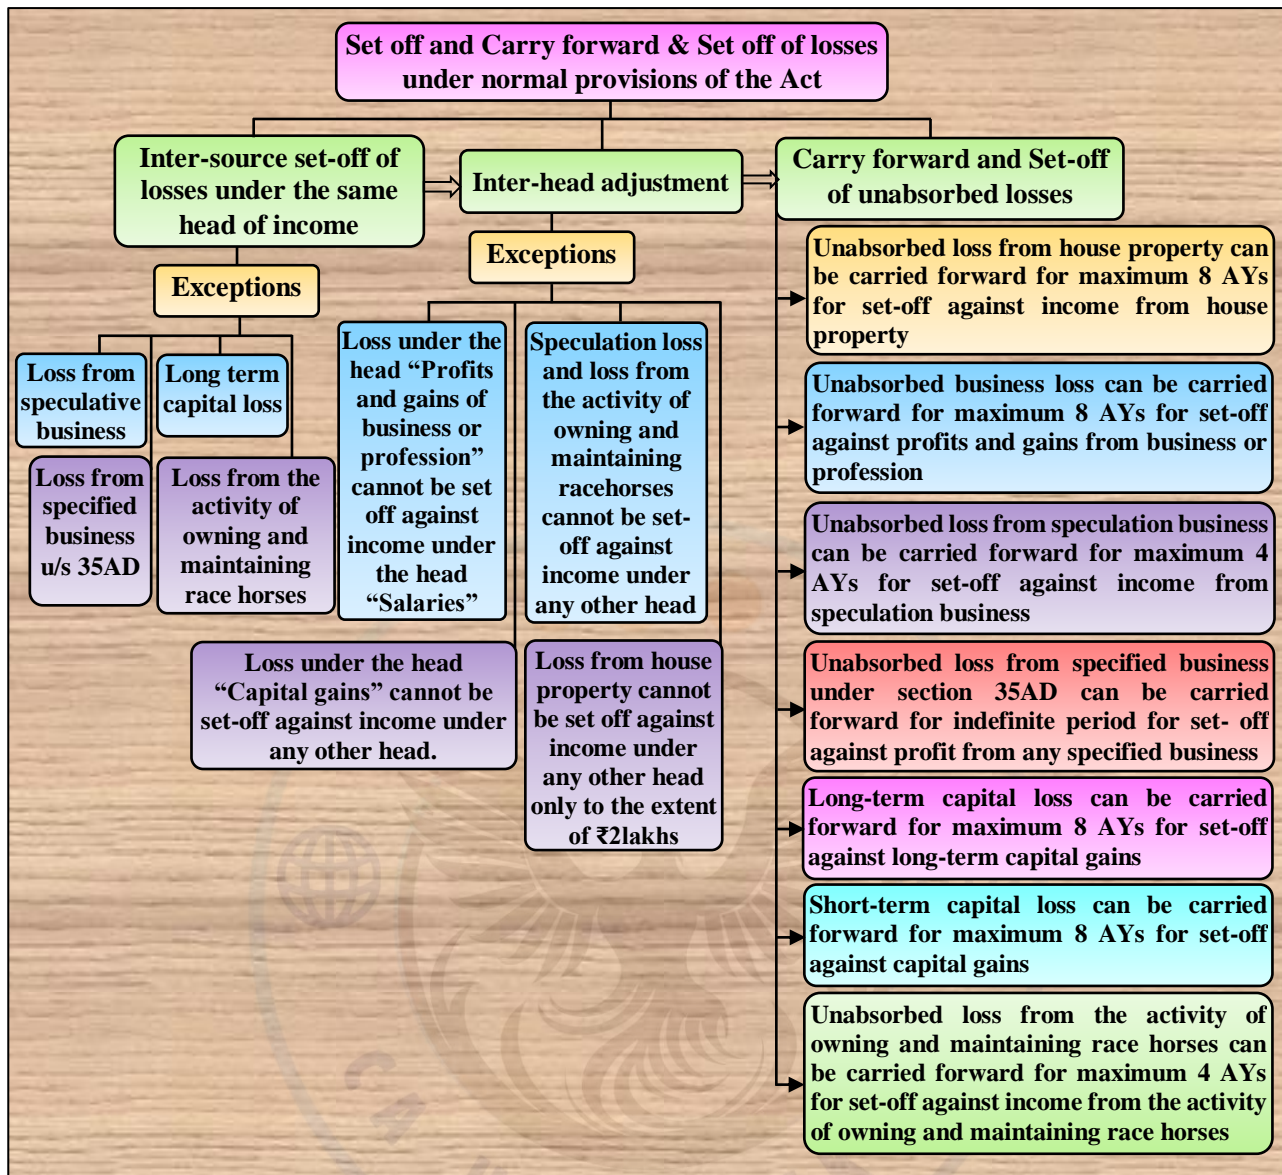 Set off and Carry forward & Set off of losses
under normal provisions of the Act
Inter-source set-off of
losses under the same
head of income
Inter-head adjustment
Carry forward and Set-off
of unabsorbed losses
Exceptions
Loss from
speculative
business
Long term
capital loss
Loss from
specified
business
u/s 35AD
Loss from the
activity of
owning and
maintaining
race horses
Exceptions
Loss under the
head “Profits
and gains of
business or
profession”
cannot be set
off against
income under
the head
“Salaries”
Speculation loss
and loss from
the activity of
owning and
maintaining
racehorses
cannot be set-
off against
income under
any other head
Loss under the head
“Capital gains” cannot be
set-off against income under
any other head.
Loss from house
property cannot
be set off against
income under
any other head
only to the extent
of ₹2lakhs
Unabsorbed loss from house property can
be carried forward for maximum 8 AYs
for set-off against income from house
property
Unabsorbed business loss can be carried
forward for maximum 8 AYs for set-off
against profits and gains from business or
profession
Unabsorbed loss from speculation business
can be carried forward for maximum 4
AYs for set-off against income from
speculation business
Unabsorbed loss from specified business
under section 35AD can be carried
forward for indefinite period for set- off
against profit from any specified business
Long-term capital loss can be carried
forward for maximum 8 AYs for set-off
against long-term capital gains
Short-term capital loss can be carried
forward for maximum 8 AYs for set-off
against capital gains
Unabsorbed loss from the activity of
owning and maintaining race horses can
be carried forward for maximum 4 AYs
for set-off against income from the activity
of owning and maintaining race horses